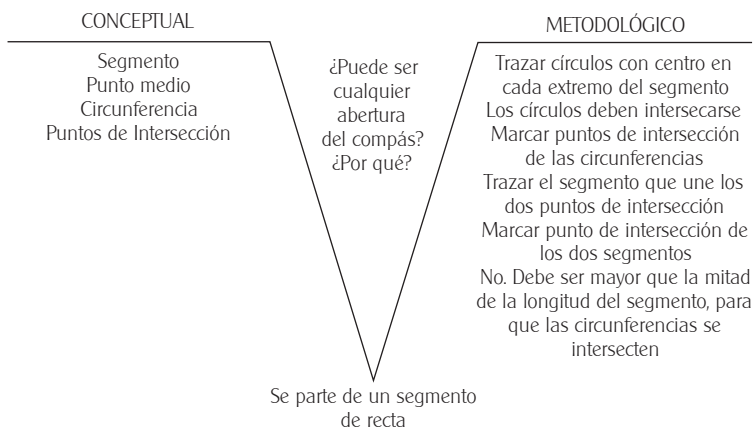 CONCEPTUAL
Segmento
Punto medio
Circunferencia
Puntos de Intersección
¿Puede ser
cualquier
abertura
del compás?
¿Por qué?
METODOLÓGICO
Trazar círculos con centro en
cada extremo del segmento
Los círculos deben intersecarse
Marcar puntos de intersección
de las circunferencias
Trazar el segmento que une los
dos puntos de intersección
Marcar punto de intersección de
los dos segmentos
No. Debe ser mayor que la mitad
de la longitud del segmento, para
que las circunferencias se
intersecten
Se parte de un segmento
de recta